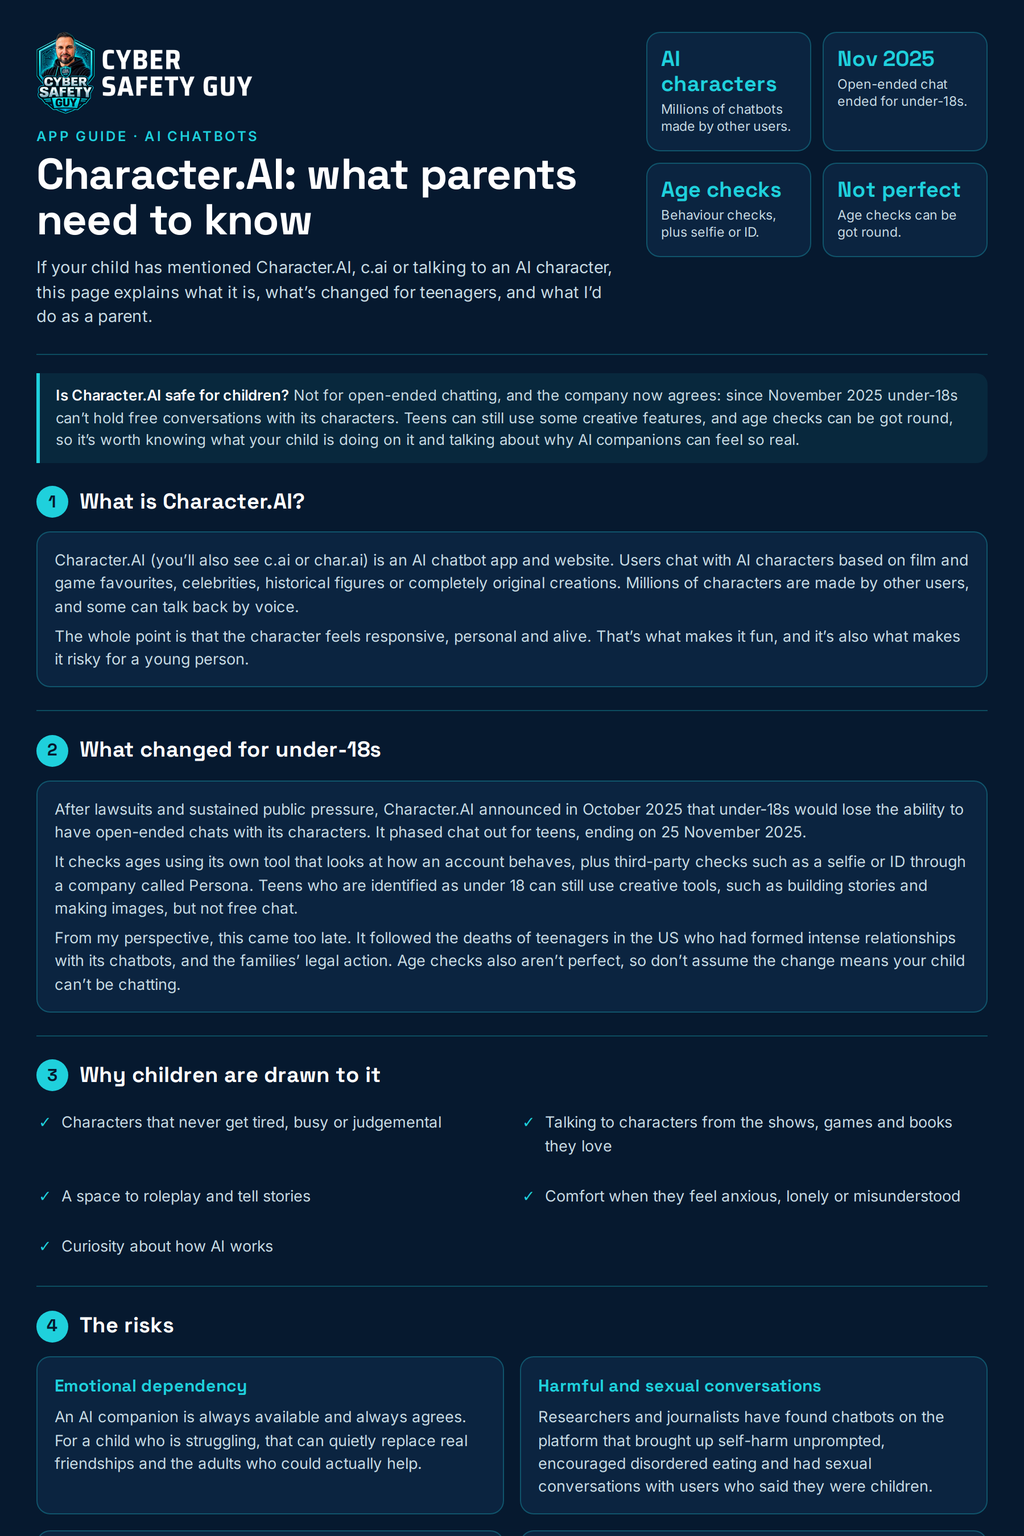 CYBER
SAFETY
GUY
CYBER
SAFETY GUY
APP GUIDE · AI CHATBOTS
Character.AI: what parents
need to know
If your child has mentioned Character.AI, c.ai or talking to an AI character,
this page explains what it is, what’s changed for teenagers, and what I’d
do as a parent.
AI
characters
Millions of chatbots
made by other users.
Nov 2025
Open-ended chat
ended for under-18s.
Age checks
Behaviour checks,
plus selfie or ID.
Not perfect
Age checks can be
got round.
Is Character.AI safe for children? Not for open-ended chatting, and the company now agrees: since November 2025 under-18s
can’t hold free conversations with its characters. Teens can still use some creative features, and age checks can be got round,
so it’s worth knowing what your child is doing on it and talking about why AI companions can feel so real.
1 What is Character.AI?
Character.AI (you’ll also see c.ai or char.ai) is an AI chatbot app and website. Users chat with AI characters based on film and
game favourites, celebrities, historical figures or completely original creations. Millions of characters are made by other users,
and some can talk back by voice.
The whole point is that the character feels responsive, personal and alive. That’s what makes it fun, and it’s also what makes
it risky for a young person.
2 What changed for under-18s
After lawsuits and sustained public pressure, Character.AI announced in October 2025 that under-18s would lose the ability to
have open-ended chats with its characters. It phased chat out for teens, ending on 25 November 2025.
It checks ages using its own tool that looks at how an account behaves, plus third-party checks such as a selfie or ID through
a company called Persona. Teens who are identified as under 18 can still use creative tools, such as building stories and
making images, but not free chat.
From my perspective, this came too late. It followed the deaths of teenagers in the US who had formed intense relationships
with its chatbots, and the families’ legal action. Age checks also aren’t perfect, so don’t assume the change means your child
can’t be chatting.
3 Why children are drawn to it
✓ Characters that never get tired, busy or judgemental
✓ Talking to characters from the shows, games and books
they love
✓ A space to roleplay and tell stories
✓ Comfort when they feel anxious, lonely or misunderstood
✓ Curiosity about how AI works
4 The risks
Emotional dependency
An AI companion is always available and always agrees.
For a child who is struggling, that can quietly replace real
friendships and the adults who could actually help.
Harmful and sexual conversations
Researchers and journalists have found chatbots on the
platform that brought up self-harm unprompted,
encouraged disordered eating and had sexual
conversations with users who said they were children.